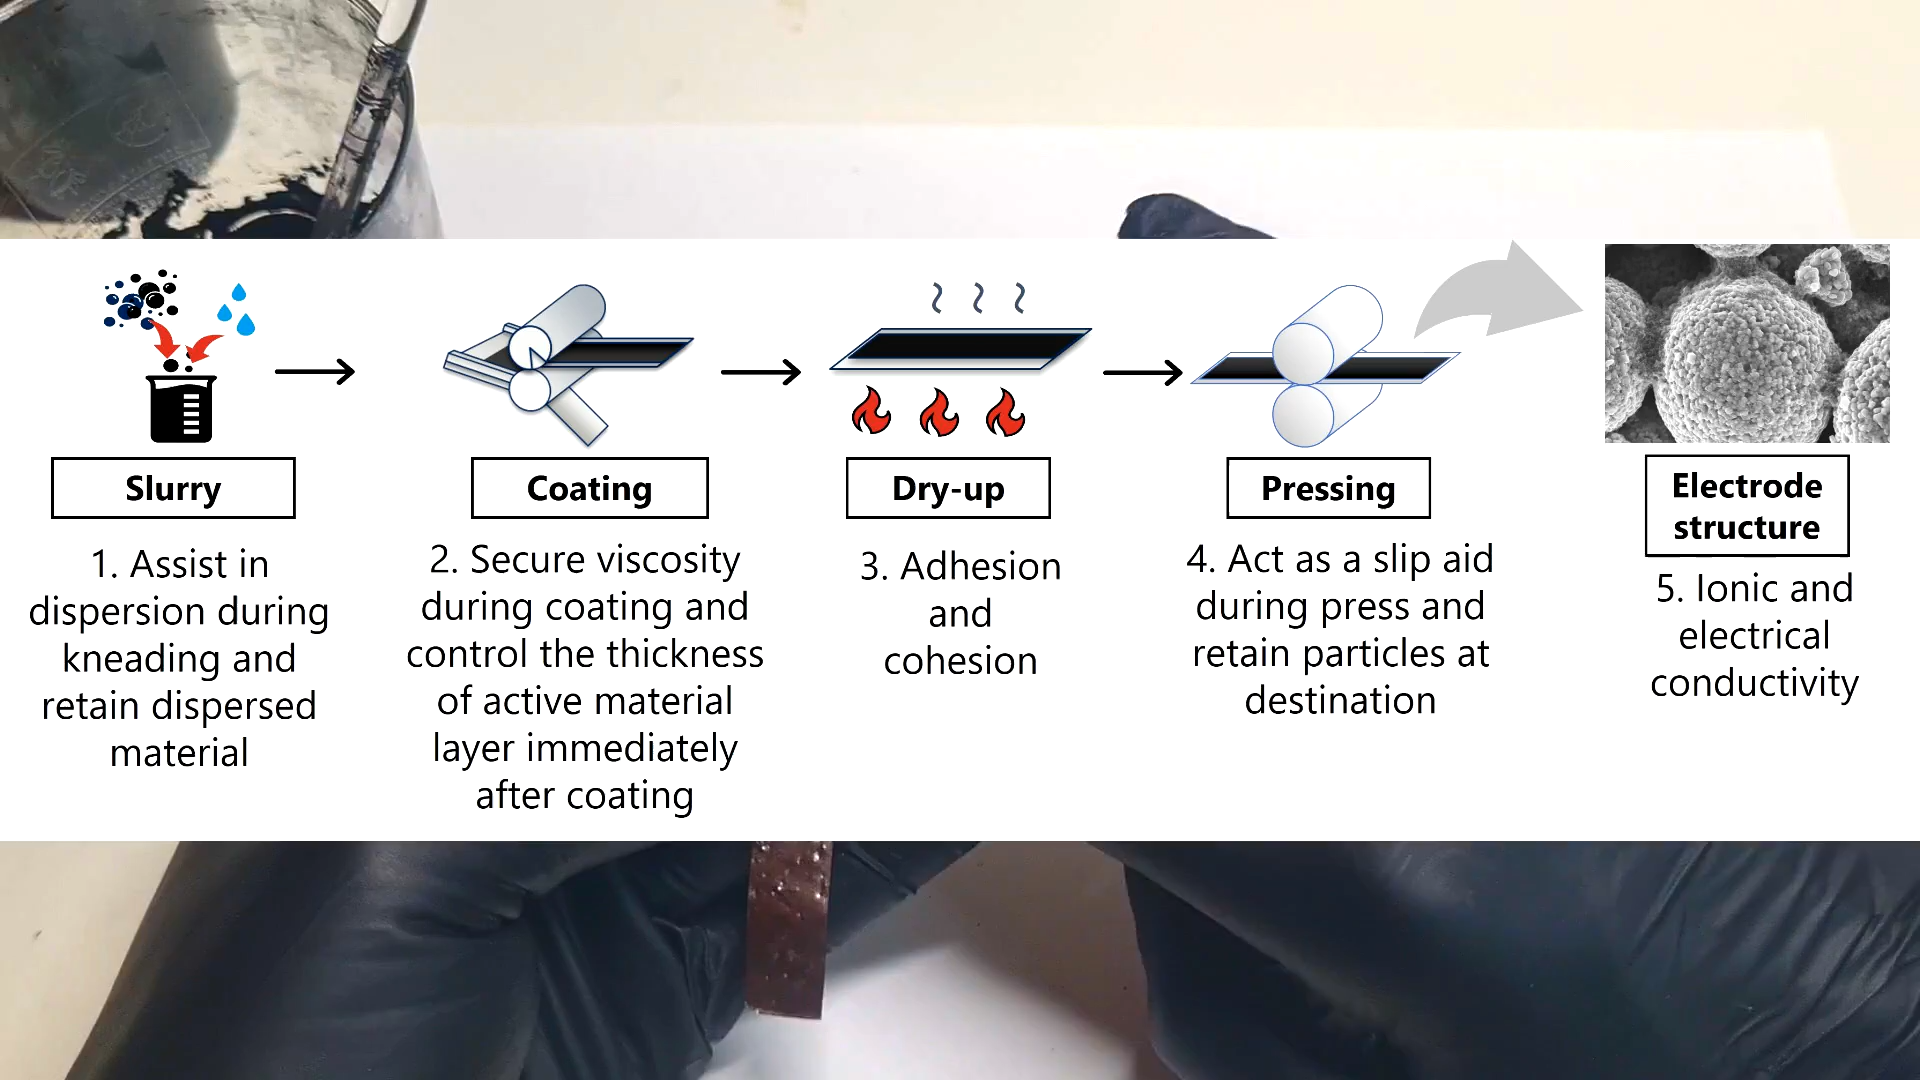 Slurry
1. Assist in
dispersion during
kneading and
retain dispersed
material
Coating
2. Secure viscosity
during coating and
control the thickness
of active material
layer immediately
after coating
Dry-up
3. Adhesion
and
cohesion
Pressing
4. Act as a slip aid
during press and
retain particles at
destination
Electrode
structure
5. Ionic and
electrical
conductivity